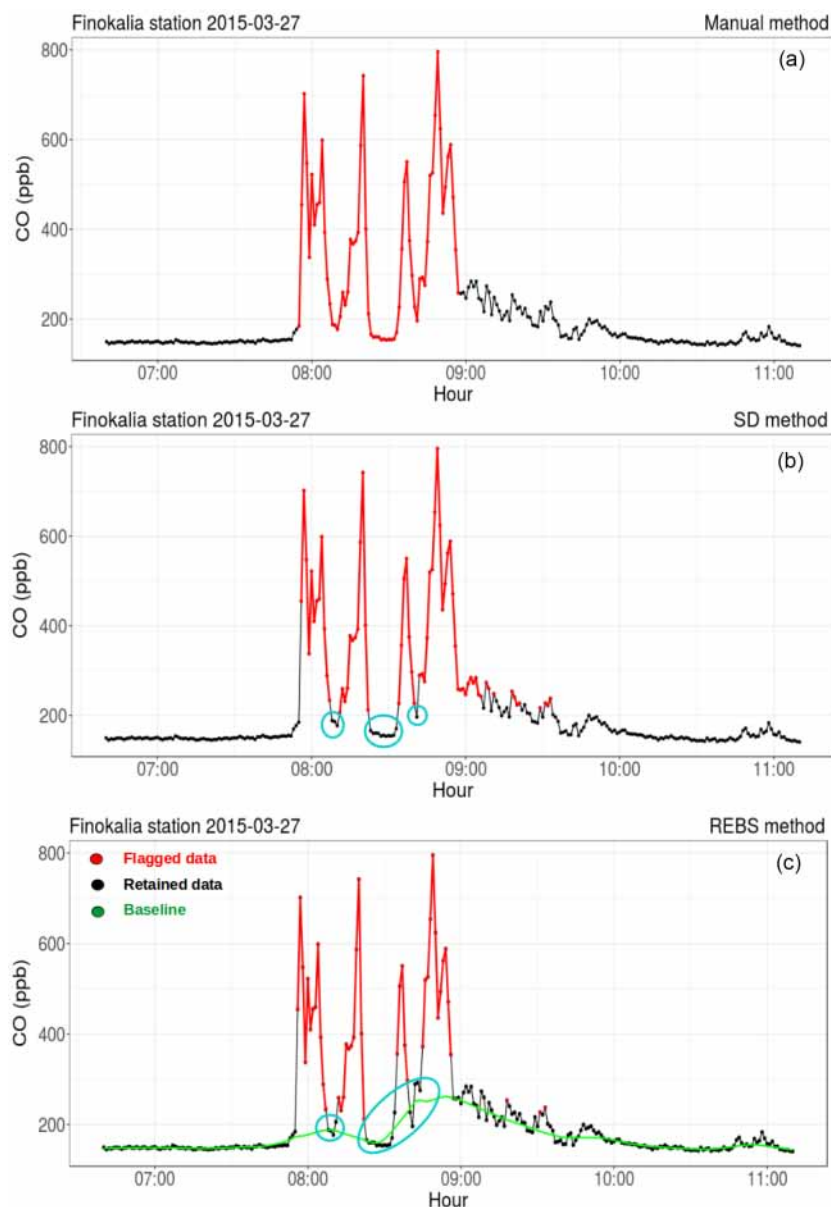 Finokalia station 2015-03-27 Manual method
(a)
800
600
400
200
CO (ppb)
07:00 08:00 09:00 10:00 11:00
Hour
Finokalia station 2015-03-27 SD method
(b)
800
600
400
200
CO (ppb)
07:00 08:00 09:00 10:00 11:00
Hour
Finokalia station 2015-03-27 REBS method
(c)
Flagged data
Retained data
Baseline
800
600
400
200
CO (ppb)
07:00 08:00 09:00 10:00 11:00
Hour